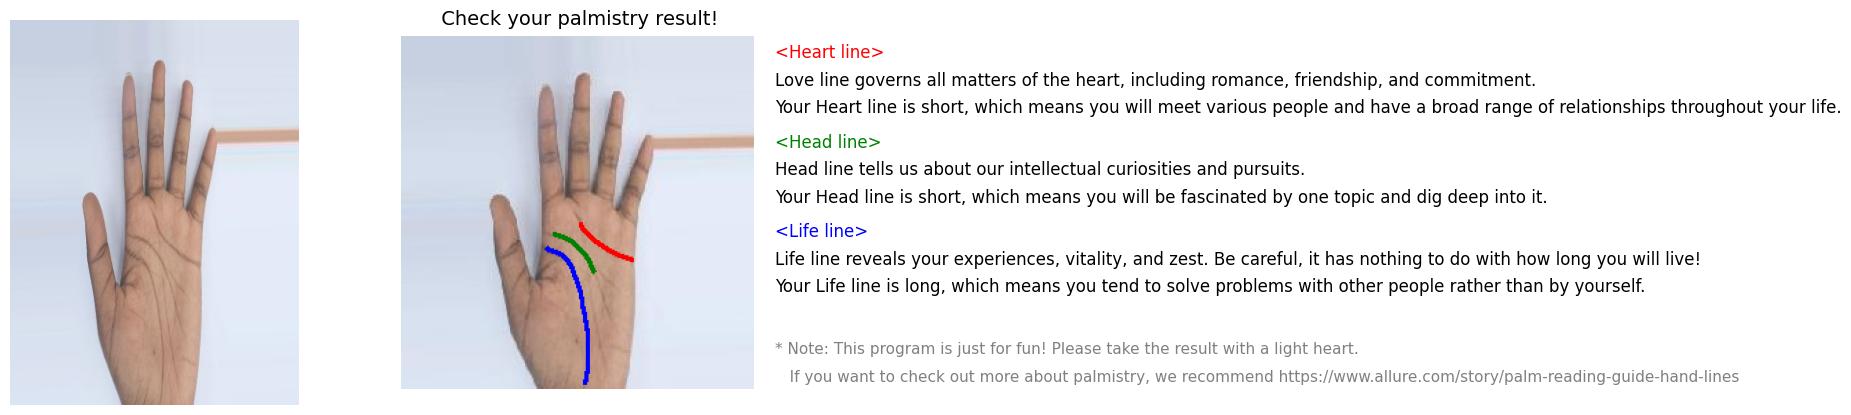 Check your palmistry result!
<Heart line>
Love line governs all matters of the heart, including romance, friendship, and commitment.
Your Heart line is short, which means you will meet various people and have a broad range of relationships throughout your life.
<Head line>
Head line tells us about our intellectual curiosities and pursuits.
Your Head line is short, which means you will be fascinated by one topic and dig deep into it.
<Life line>
Life line reveals your experiences, vitality, and zest. Be careful, it has nothing to do with how long you will live!
Your Life line is long, which means you tend to solve problems with other people rather than by yourself.
* Note: This program is just for fun! Please take the result with a light heart.
If you want to check out more about palmistry, we recommend https://www.allure.com/story/palm-reading-guide-hand-lines